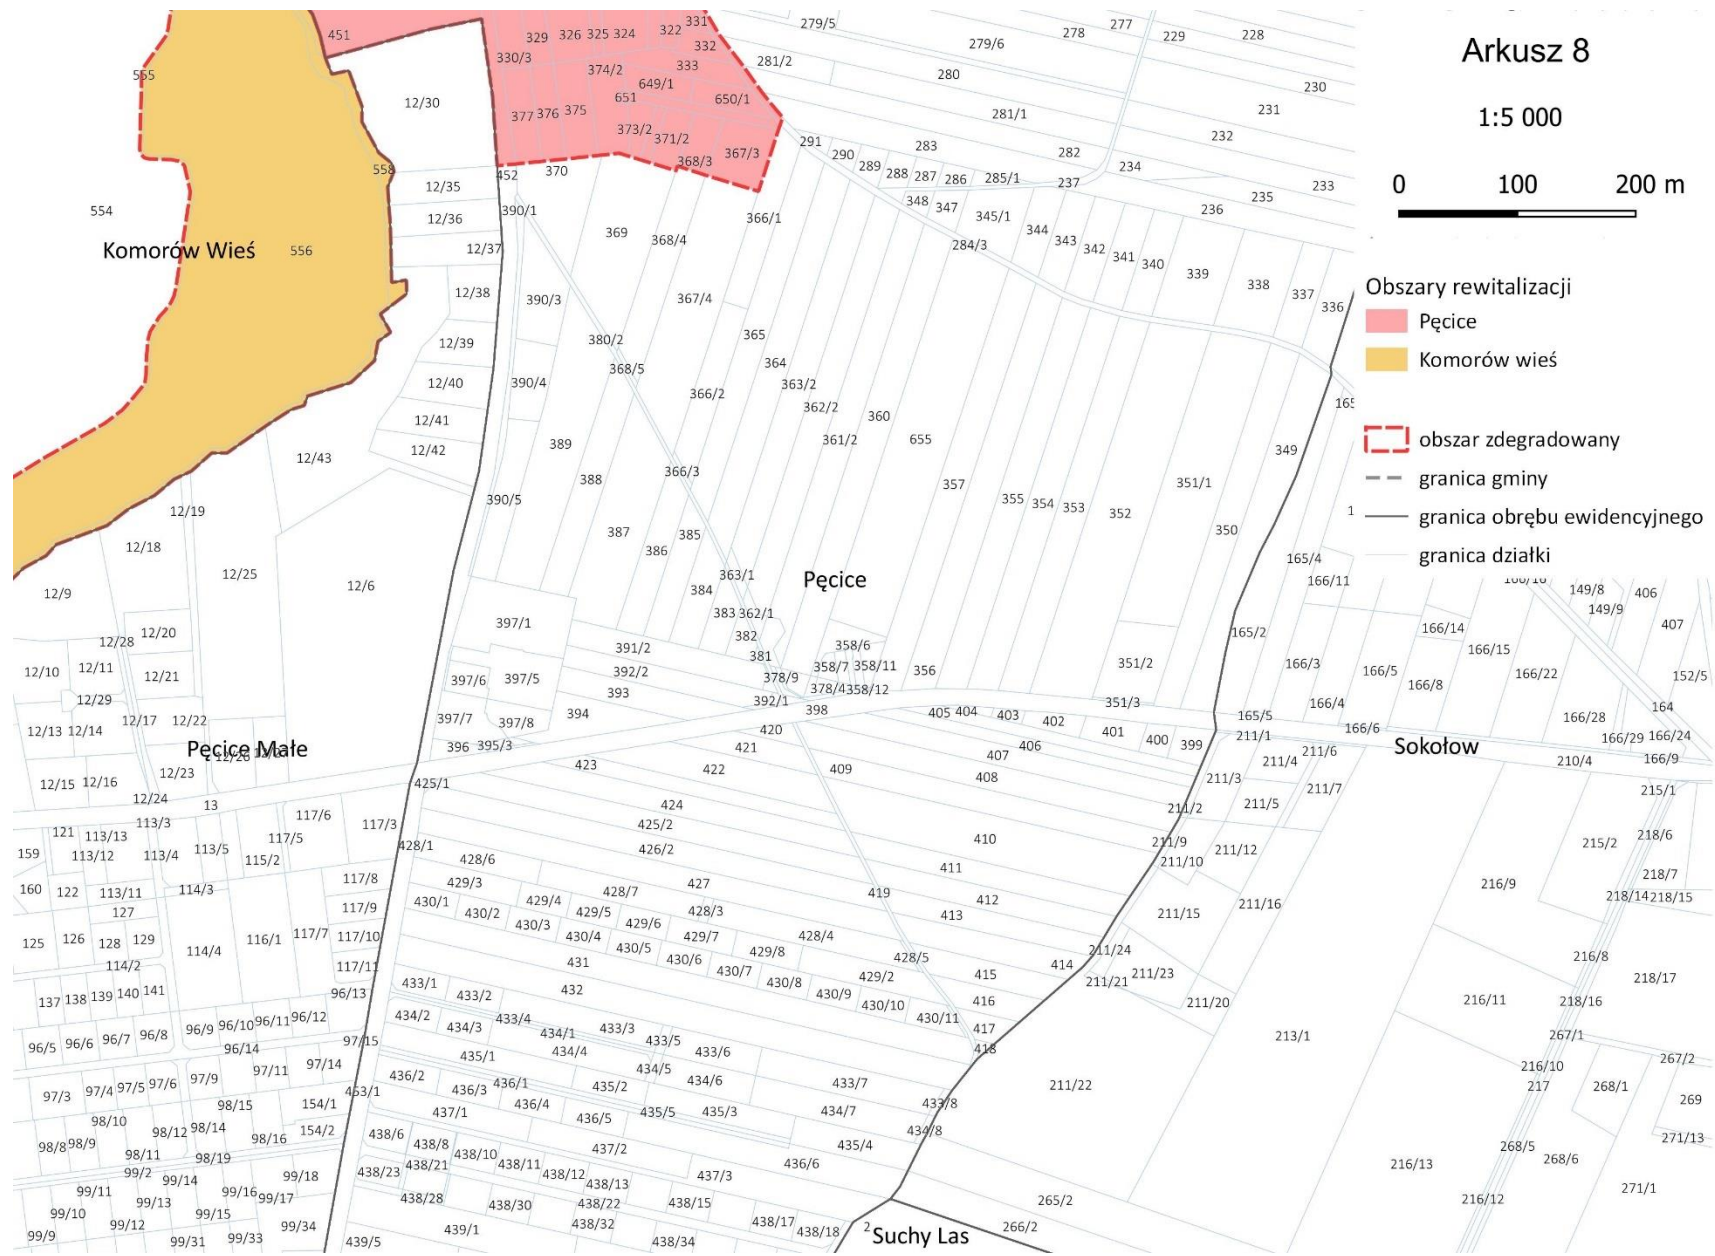 Arkusz 8
1:5 000
0 100 200 m
Obszary rewitalizacji
Pęcice
Komorów wieś
obszar zdegradowany
granica gminy
granica obrębu ewidencyjnego
granica działki
451 329 326 325 324 322 331
330/3 374/2 333 332
649/1 651 650/1
377 376 375 373/2 371/2 368/3 367/3
279/5 277 278 229 228
279/6 281/2 280 230
281/1 231 232
555 12/30
291 290 289 288 287 286 285/1 283 282 234 237 233 235 236
558 452 370
12/35 12/36 12/37 12/38 12/39 12/40 12/41 12/42 12/43
554
Komorów Wieś
556
390/1 369 368/4 366/1
348 347 345/1 344 343 342 341 340 339 338 337 336
284/3
390/3 367/4 380/2 368/5 365 364 363/2 362/2 361/2 360 655
390/4 366/2 389 388 366/3 357 355 354 353 352 351/1 349 350
390/5 387 386 385 384 363/1
12/19 12/18 12/25 12/6 12/9
Pęcice
165/4 166/11 165/2
383 362/1 382 381
397/1 391/2 392/2 393 394
358/6 358/7 358/11 356 351/2
378/9 378/4 358/12 392/1 398 351/3
397/6 397/5 397/7 397/8 396 395/3
149/8 149/9 406 407 152/5
166/14 166/15 166/3 166/5 166/8 166/22 166/4 166/28 164
166/6 166/29 166/24 166/9
12/28 12/20 12/10 12/11 12/21 12/29
12/13 12/14 12/17 12/22
Pęcice Małe
12/26
12/15 12/16 12/23 12/24 13
405 404 403 402 401 400 399
165/5 211/1 211/6 211/4
Sokołow
210/4 215/1
420 421 423 422 409 407 406 408
211/3 211/5 211/7 211/2
425/1 424 425/2 426/2 410 411
211/9 211/10 211/12
121 113/13 113/3 117/6 117/3
159 113/12 113/4 113/5 117/5 115/2
428/1 428/6 429/3 427 428/7 419 412 413
215/2 218/6 216/9 218/7
218/14 218/15
160 122 113/11 114/3 117/8
127 117/9
125 126 128 129 114/4 116/1 117/7 117/10
114/2 117/11 96/13
430/1 430/2 429/4 430/3 429/5 430/4 429/6 428/3
430/5 429/7 430/6 428/4 429/8 430/7 430/8 428/5
429/2 430/9 430/10 430/11
211/15 211/16 211/24 211/23 211/21 211/20
414 415 416 417 418
216/8 218/17 216/11 218/16
137 138 139 140 141
431 432 433/1 433/2 433/4 433/3
434/2 434/3 434/1 433/5 433/6
96/5 96/6 96/7 96/8 96/9 96/10 96/11 96/12
96/14 97/15
435/1 434/4 434/5 434/6 433/7
213/1 267/1 267/2
97/3 97/4 97/5 97/6 97/9 97/11 97/14
453/1 436/2 436/3 436/1 435/2
436/4 437/1 436/5 435/5 435/3 434/7 433/8
211/22 216/10 217 268/1 269
98/10 98/15 154/1
98/8 98/9 98/12 98/14 98/16 154/2
98/11 98/19
438/6 438/8 438/10 437/2 435/4 434/8
438/23 438/21 438/11 438/12 437/3 436/6
271/13 268/5 268/6 216/13
99/2 99/14 99/18
99/11 99/13 99/16 99/17
99/10 99/12 99/15 99/34
99/9 99/31 99/33
438/28 438/30 438/13 438/22 438/15
439/5 439/1 438/32 438/34 438/17 438/18
2
Suchy Las
265/2 266/2 216/12 271/1